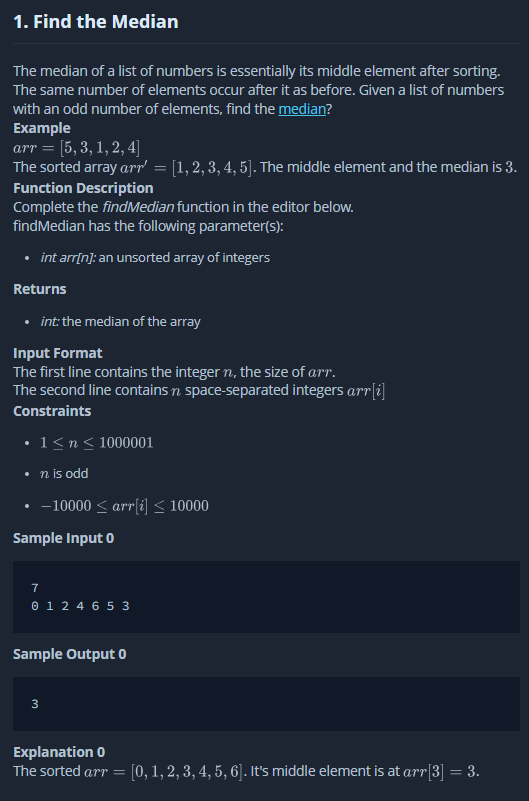 1. Find the Median
The median of a list of numbers is essentially its middle element after sorting.
The same number of elements occur after it as before. Given a list of numbers
with an odd number of elements, find the median?
Example
arr = [5, 3, 1, 2, 4]
The sorted array arr′ = [1, 2, 3, 4, 5]. The middle element and the median is 3.
Function Description
Complete the findMedian function in the editor below.
findMedian has the following parameter(s):
• int arr[n]: an unsorted array of integers
Returns
• int: the median of the array
Input Format
The first line contains the integer n, the size of arr.
The second line contains n space-separated integers arr[i]
Constraints
• 1 ≤ n ≤ 1000001
• n is odd
• −10000 ≤ arr[i] ≤ 10000
Sample Input 0
7
0 1 2 4 6 5 3
Sample Output 0
3
Explanation 0
The sorted arr = [0, 1, 2, 3, 4, 5, 6]. It's middle element is at arr[3] = 3.